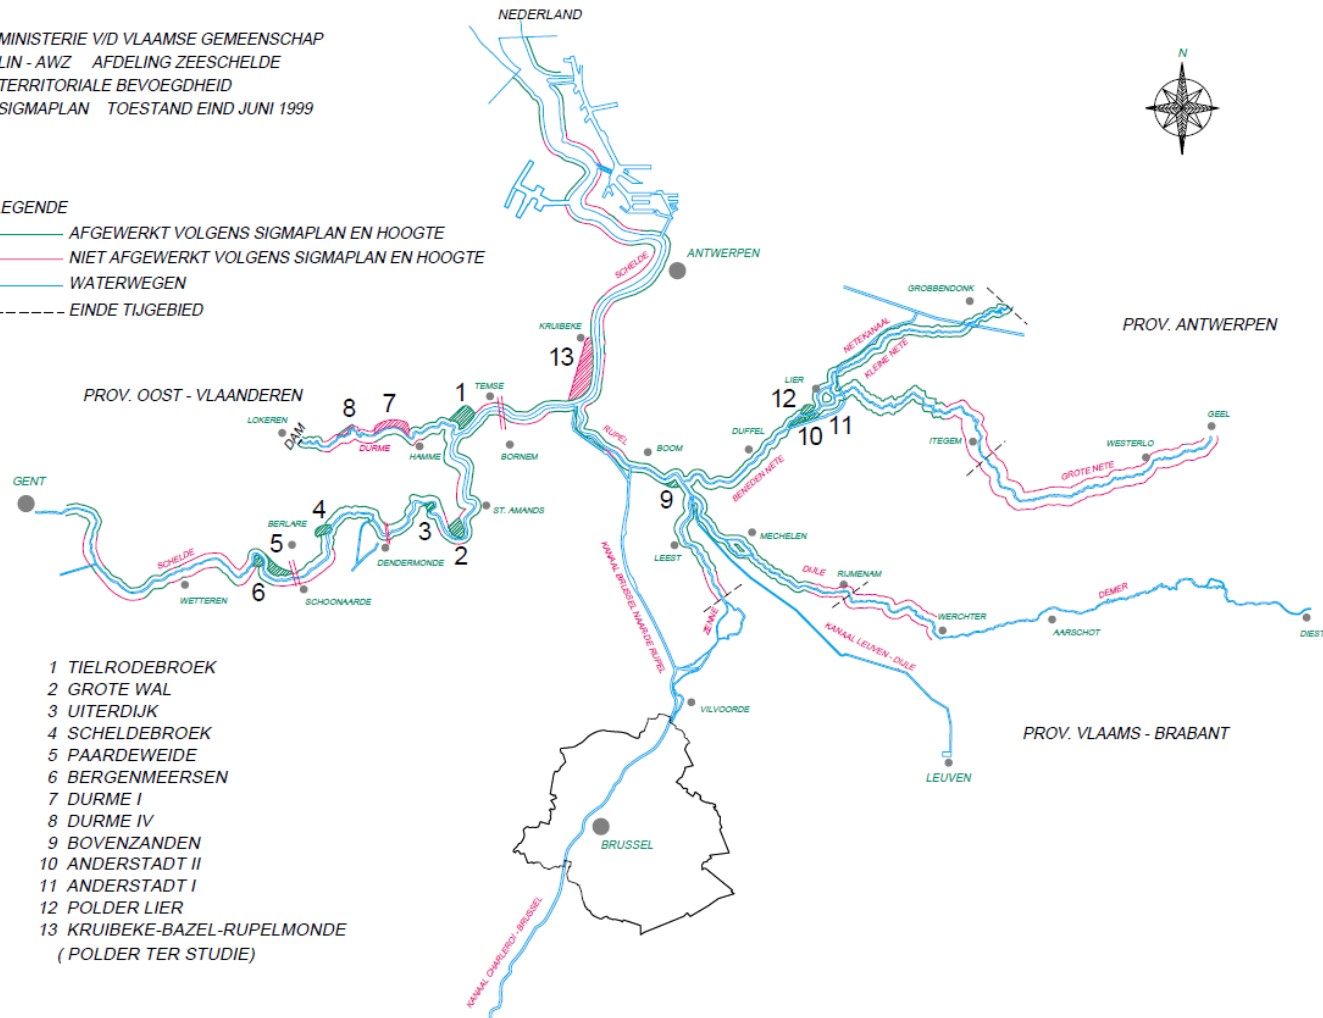 NEDERLAND
MINISTERIE V/D VLAAMSE GEMEENSCHAP
LIN - AWZ AFDELING ZEESCHELDE
TERRITORIALE BEVOEGDHEID
SIGMAPLAN TOESTAND EIND JUNI 1999
N
EGENDE
AFGEWERKT VOLGENS SIGMAPLAN EN HOOGTE
NIET AFGEWERKT VOLGENS SIGMAPLAN EN HOOGTE
WATERWEGEN
EINDE TIJGEBIED
ANTWERPEN
SCHELDE
GROBBENDONK
PROV. ANTWERPEN
KRUIBEKE
13
NETEKANAAL
KLEINE NETE
PROV. OOST - VLAANDEREN
TEMSE
LIER
12
1
7
8
LOKEREN
DAM
DURME
HAMME
BORNEM
RUPEL
BOOM
DUFFEL
10
11
BENEDEN NETE
ITEGEM
WESTERLO
GEEL
GROTE NETE
GENT
9
4
3
2
ST. AMANDS
BERLARE
5
6
DENDERMONDE
SCHELDE
WETTEREN
SCHOONAARDE
LEEST
MECHELEN
DIJLE
RIJMENAM
KANAAL BRUSSEL NAAR DE RUPEL
ZENNE
WERCHTER
DEMER
AARSCHOT
DIEST
KANAAL LEUVEN - DIJLE
VILVOORDE
PROV. VLAAMS - BRABANT
LEUVEN
BRUSSEL
KANAAL CHARLEROI - BRUSSEL
1 TIELRODEBROEK
2 GROTE WAL
3 UITERDIJK
4 SCHELDEBROEK
5 PAARDEWEIDE
6 BERGENMEERSEN
7 DURME I
8 DURME IV
9 BOVENZANDEN
10 ANDERSTADT II
11 ANDERSTADT I
12 POLDER LIER
13 KRUIBEKE-BAZEL-RUPELMONDE
( POLDER TER STUDIE)